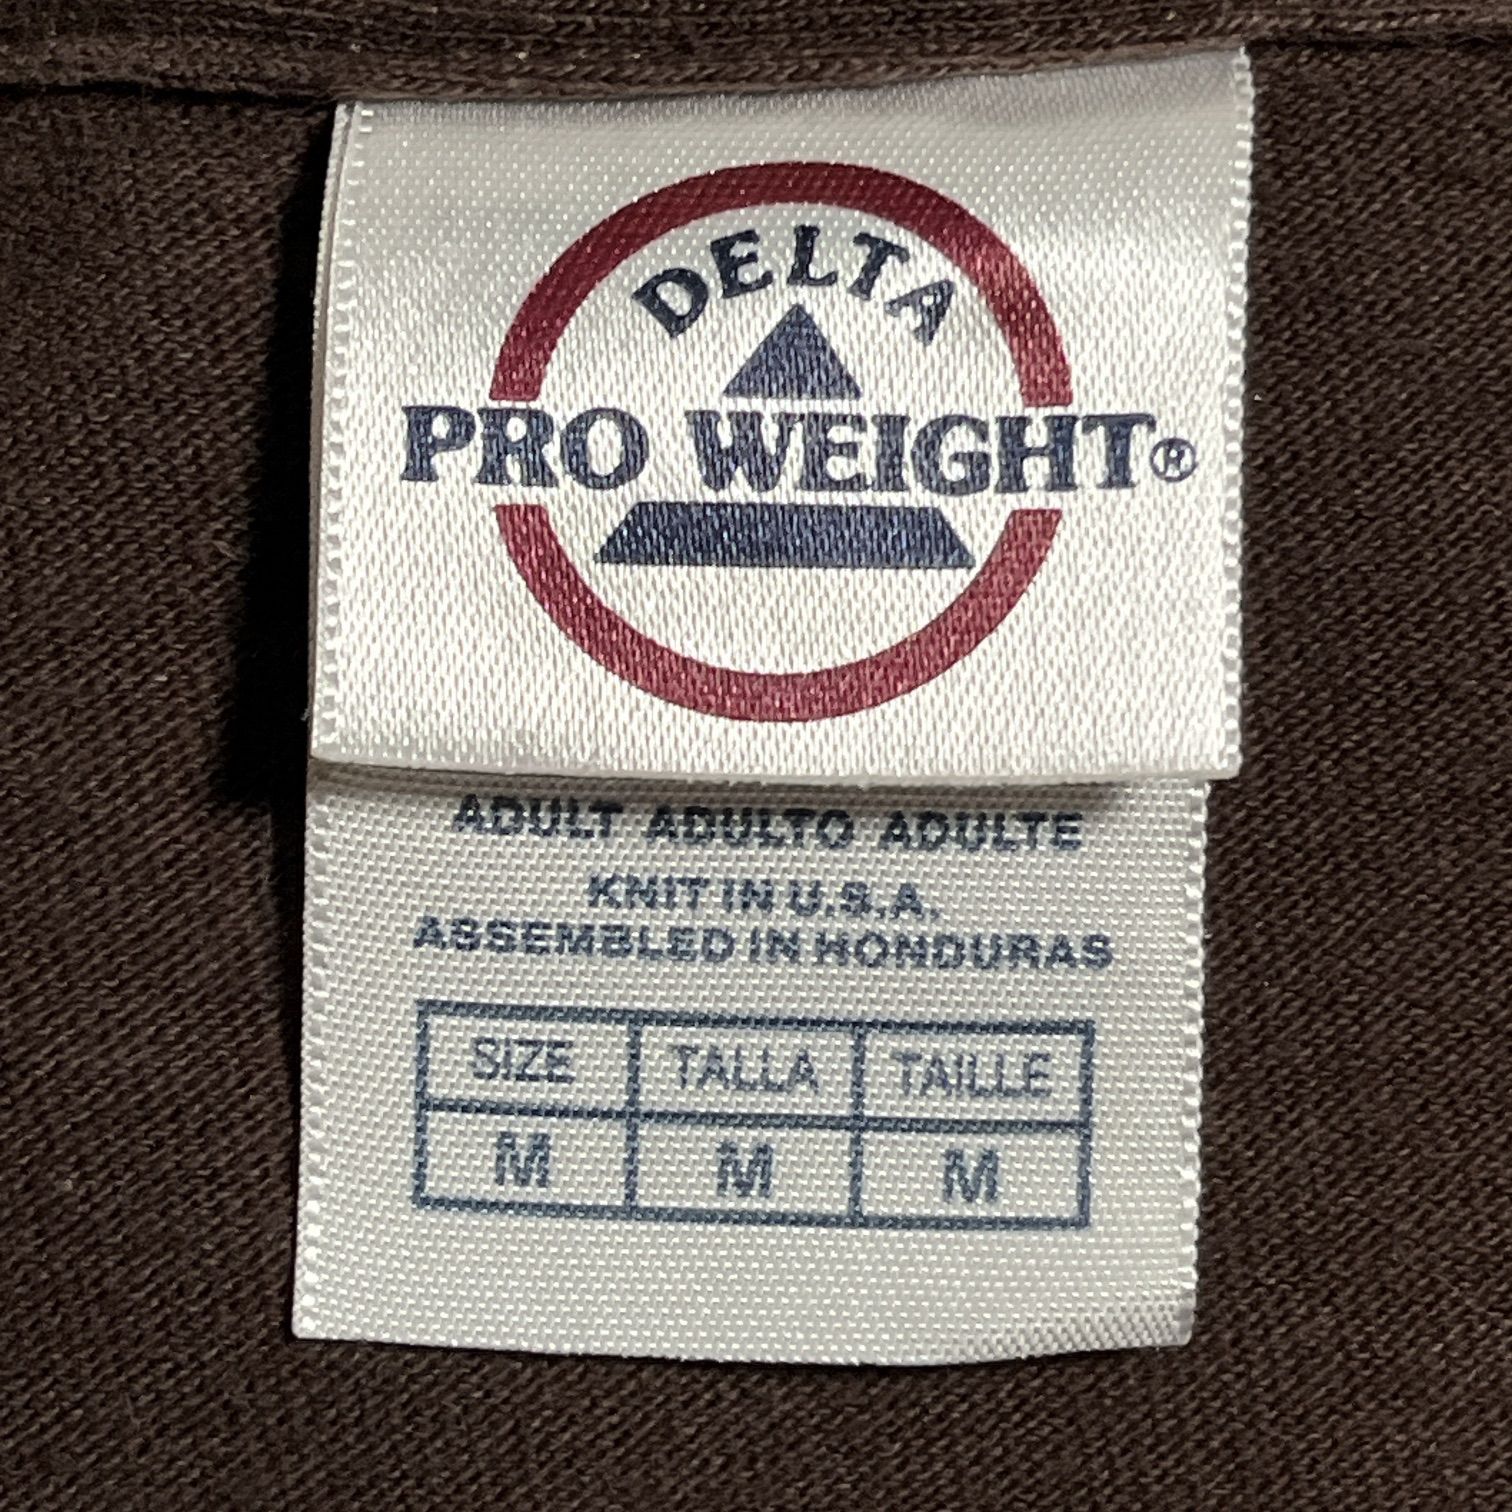 DELTA
PRO WEIGHT®
ADULT ADULTO ADULTE
KNIT IN U.S.A.
ASSEMBLED IN HONDURAS
SIZE TALLA TAILLE
M M M